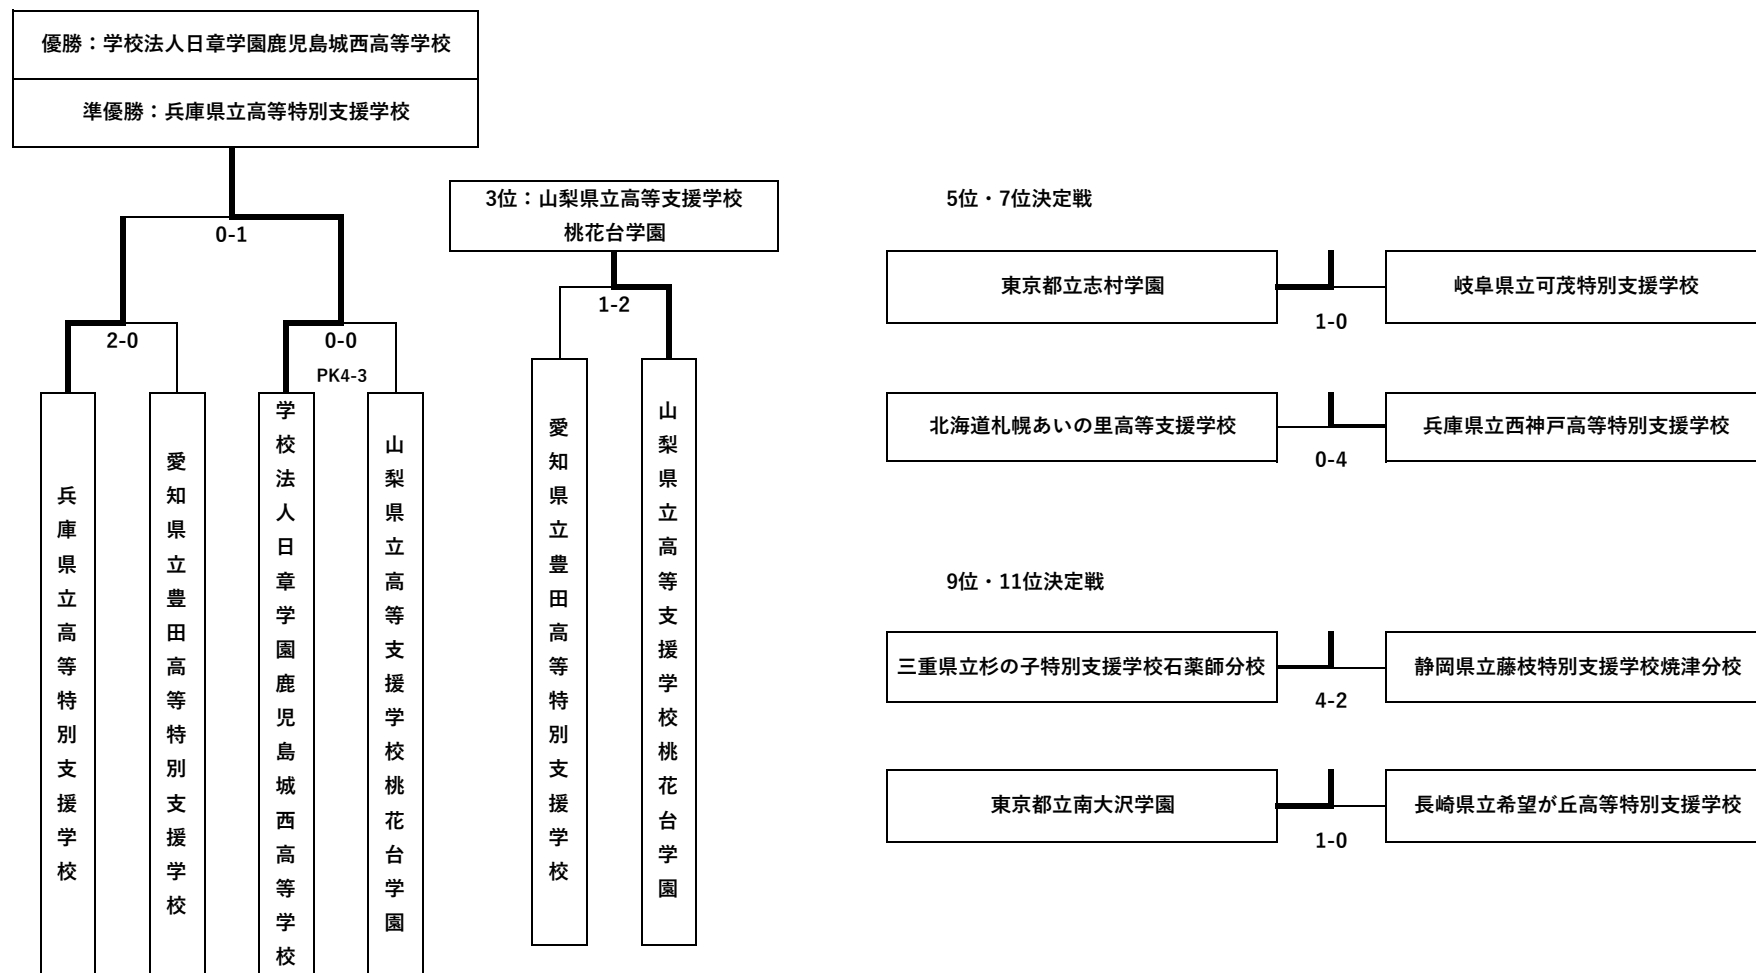 優勝：学校法人日章学園鹿児島城西高等学校
準優勝：兵庫県立高等特別支援学校
0-1
2-0
0-0
PK4-3
兵庫県立高等特別支援学校
愛知県立豊田高等特別支援学校
学校法人日章学園鹿児島城西高等学校
山梨県立高等支援学校桃花台学園
3位：山梨県立高等支援学校
桃花台学園
1-2
愛知県立豊田高等特別支援学校
山梨県立高等支援学校桃花台学園
5位・7位決定戦
東京都立志村学園
1-0
岐阜県立可茂特別支援学校
北海道札幌あいの里高等支援学校
0-4
兵庫県立西神戸高等特別支援学校
9位・11位決定戦
三重県立杉の子特別支援学校石薬師分校
4-2
静岡県立藤枝特別支援学校焼津分校
東京都立南大沢学園
1-0
長崎県立希望が丘高等特別支援学校